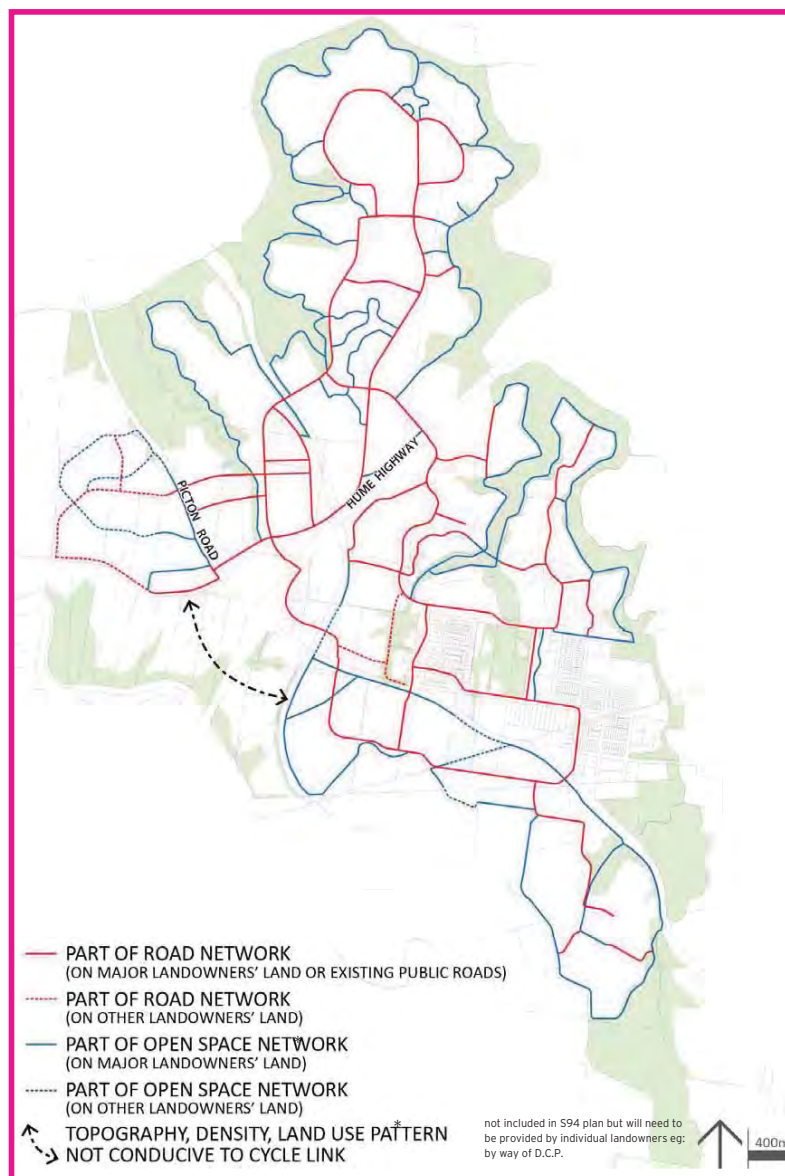 PICTON ROAD
HUME HIGHWAY
PART OF ROAD NETWORK
(ON MAJOR LANDOWNERS' LAND OR EXISTING PUBLIC ROADS)
PART OF ROAD NETWORK
(ON OTHER LANDOWNERS' LAND)
PART OF OPEN SPACE NETWORK*
(ON MAJOR LANDOWNERS' LAND)
PART OF OPEN SPACE NETWORK
(ON OTHER LANDOWNERS' LAND)
*
TOPOGRAPHY, DENSITY, LAND USE PATTERN
NOT CONDUCIVE TO CYCLE LINK
not included in S94 plan but will need to
be provided by individual landowners eg:
by way of D.C.P.
400m